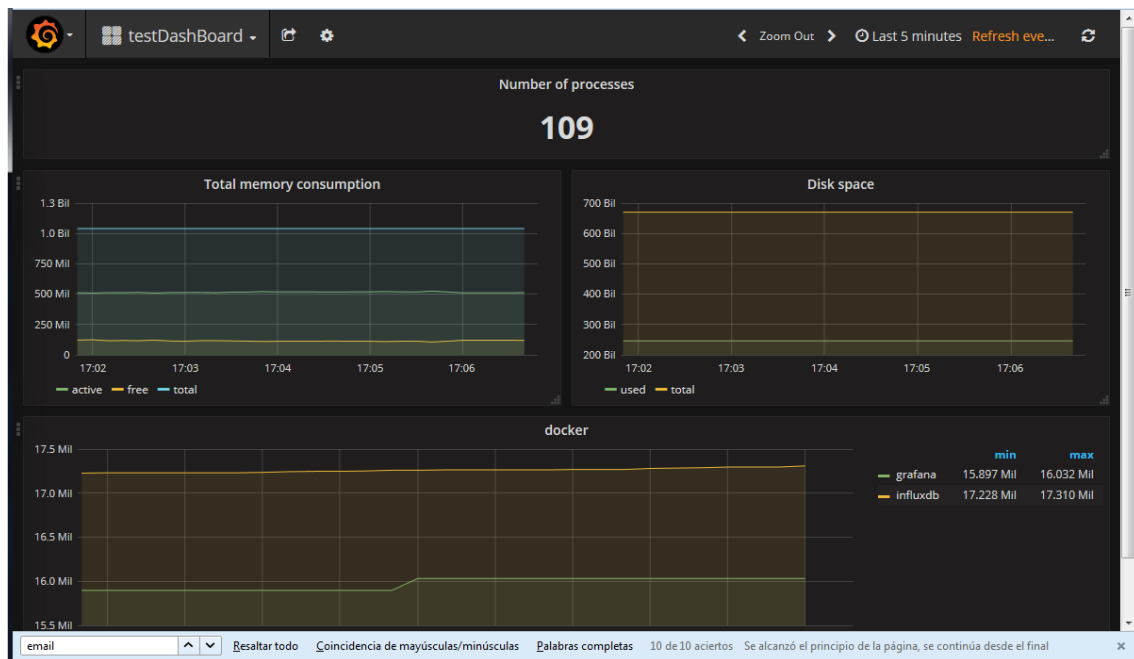 testDashBoard
Zoom Out
Last 5 minutes Refresh eve...
Number of processes
109
Total memory consumption
1.3 Bil
1.0 Bil
750 Mil
500 Mil
250 Mil
0
17:02 17:03 17:04 17:05 17:06
active free total
Disk space
700 Bil
600 Bil
500 Bil
400 Bil
300 Bil
200 Bil
17:02 17:03 17:04 17:05 17:06
used total
docker
17.5 Mil
17.0 Mil
16.5 Mil
16.0 Mil
15.5 Mil
min max
grafana 15.897 Mil 16.032 Mil
influxdb 17.228 Mil 17.310 Mil
email Resaltar todo Coincidencia de mayúsculas/minúsculas Palabras completas 10 de 10 aciertos Se alcanzó el principio de la página, se continúa desde el final